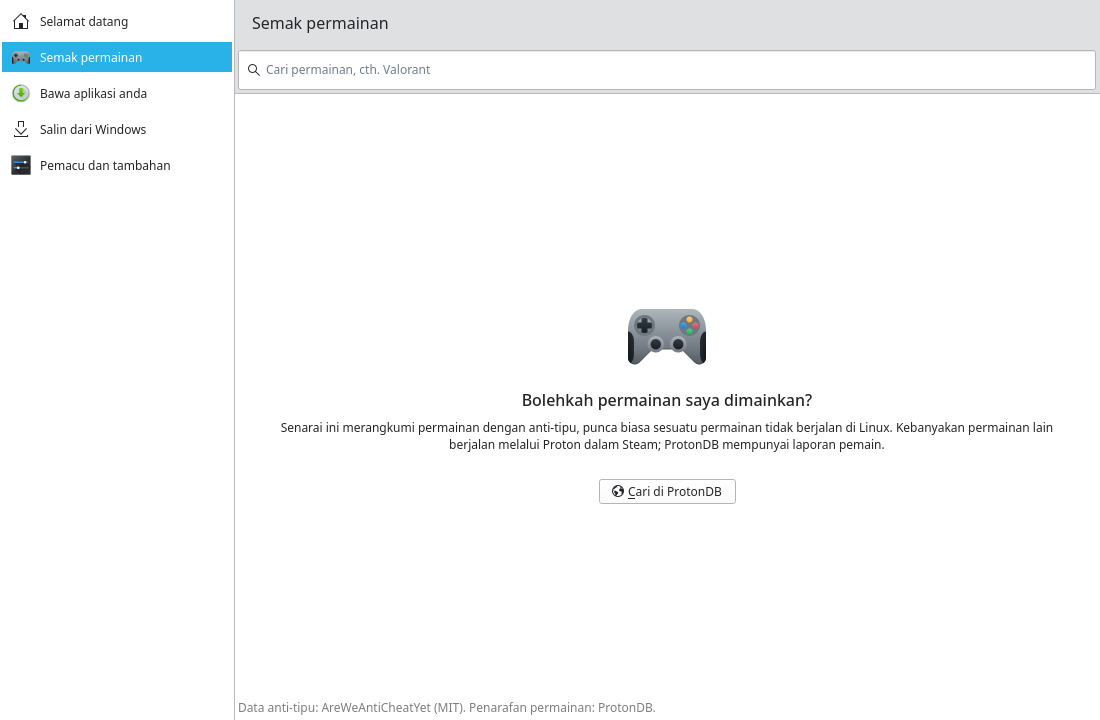 Selamat datang
Semak permainan
Bawa aplikasi anda
Salin dari Windows
Pemacu dan tambahan
Semak permainan
Cari permainan, cth. Valorant
Bolehkah permainan saya dimainkan?
Senarai ini merangkumi permainan dengan anti-tipu, punca biasa sesuatu permainan tidak berjalan di Linux. Kebanyakan permainan lain
berjalan melalui Proton dalam Steam; ProtonDB mempunyai laporan pemain.
Cari di ProtonDB
Data anti-tipu: AreWeAntiCheatYet (MIT). Penarafan permainan: ProtonDB.